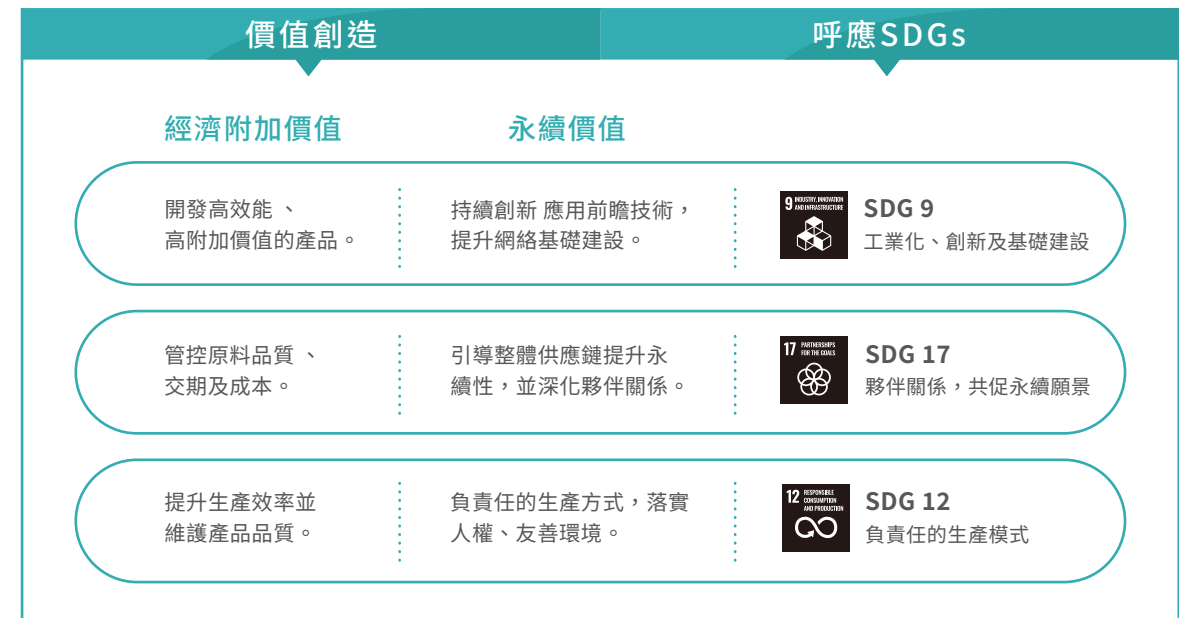 價值創造
呼應SDGs
經濟附加價值
永續價值
開發高效能 、
高附加價值的產品。
持續創新 應用前瞻技術，
提升網絡基礎建設。
9 INDUSTRY, INNOVATION
AND INFRASTRUCTURE
SDG 9
工業化、創新及基礎建設
管控原料品質 、
交期及成本。
引導整體供應鏈提升永
續性，並深化夥伴關係。
17 PARTNERSHIPS
FOR THE GOALS
SDG 17
夥伴關係，共促永續願景
提升生產效率並
維護產品品質。
負責任的生產方式，落實
人權、友善環境。
12 RESPONSIBLE
CONSUMPTION
AND PRODUCTION
SDG 12
負責任的生產模式